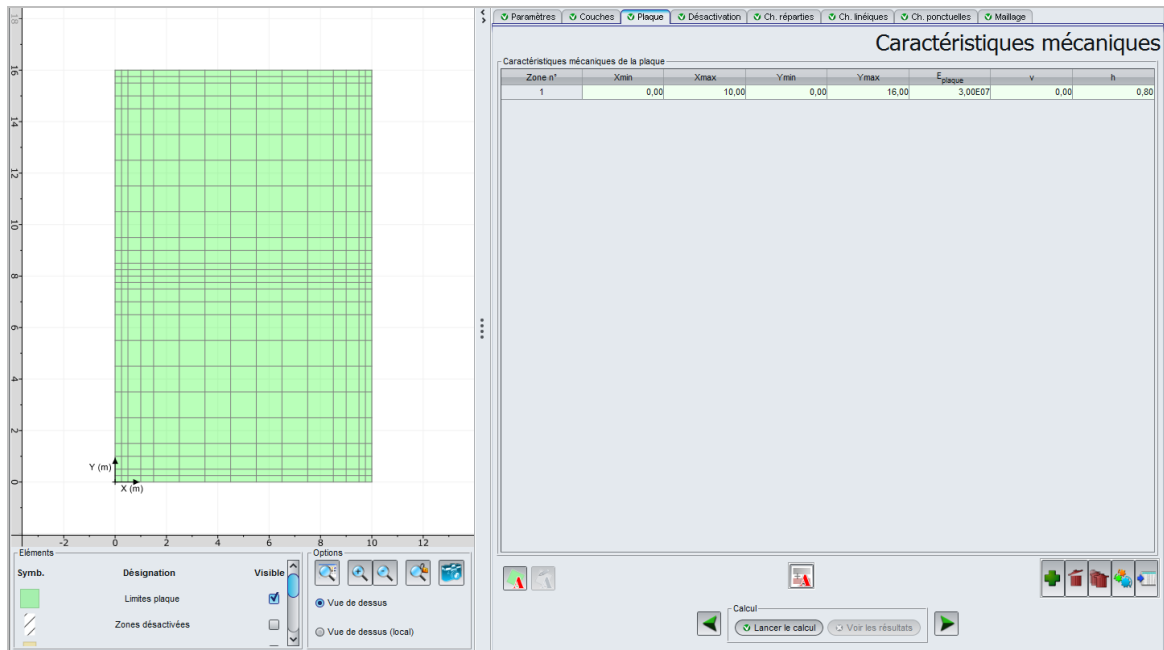 Paramètres Couches Plaque Désactivation Ch. réparties Ch. linéiques Ch. ponctuelles Maillage
Caractéristiques mécaniques
Caractéristiques mécaniques de la plaque
Zone n° Xmin Xmax Ymin Ymax E plaque v h
1 0,00 10,00 0,00 16,00 3,00E07 0,00 0,80
18
16
14
12
10
8
6
4
2
0
Y (m)
X (m)
-2 0 2 4 6 8 10 12
Eléments
Symb. Désignation Visible
Limites plaque
Zones désactivées
Options
Vue de dessus
Vue de dessus (local)
Calcul
Lancer le calcul Voir les résultats